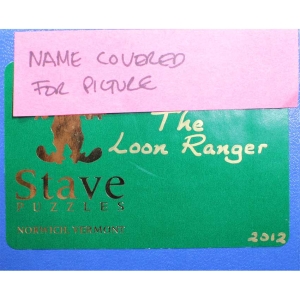 NAME COVERED
FOR PICTURE
The
Loon Ranger
Stave
PUZZLES
NORWICH VERMONT
2012